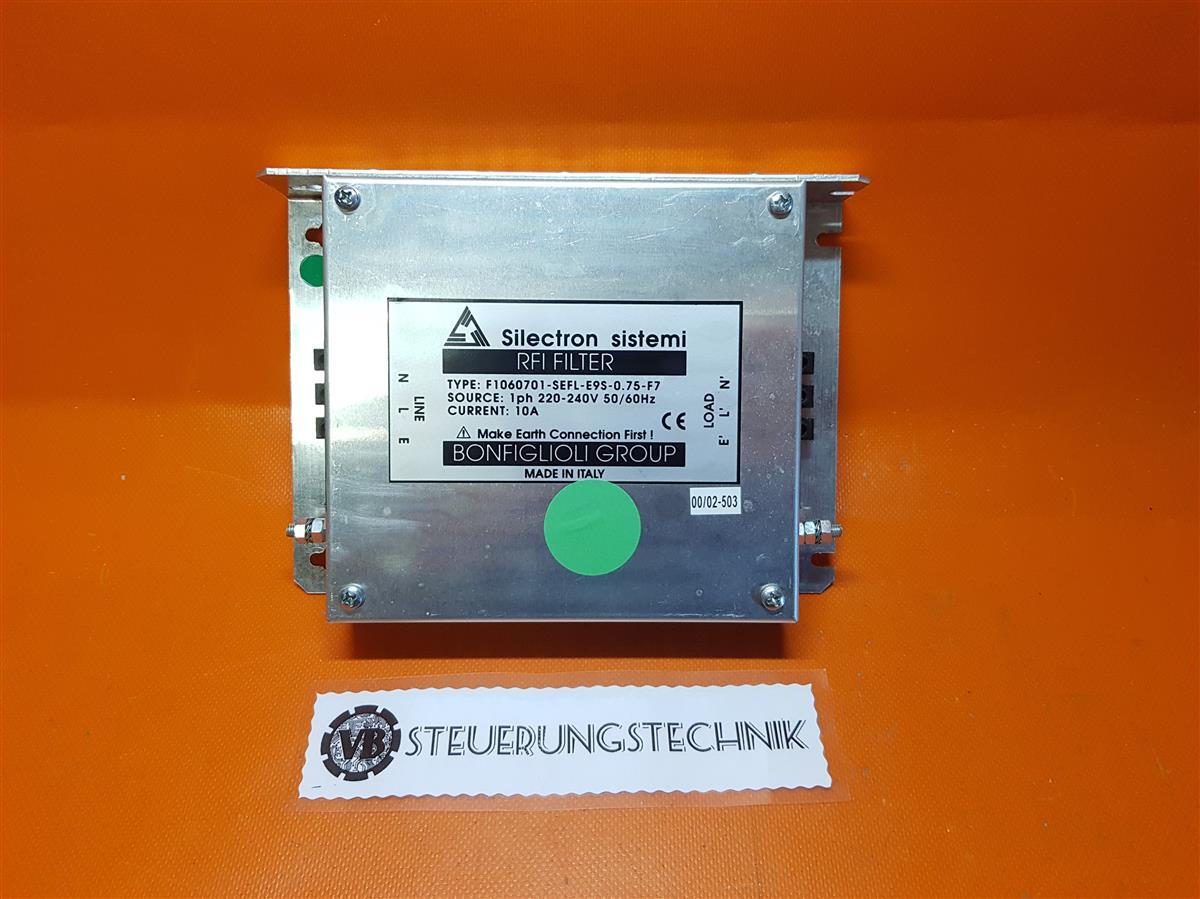 Silectron sistemi
RFI FILTER
TYPE: F1060701-SEFL-E9S-0.75-F7
SOURCE: 1ph 220-240V 50/60Hz
CURRENT: 10A
CE
⚠ Make Earth Connection First !
BONFIGLIOLI GROUP
MADE IN ITALY
N L E
LINE
LOAD
E' L' N'
00/02-503
VB STEUERUNGSTECHNIK